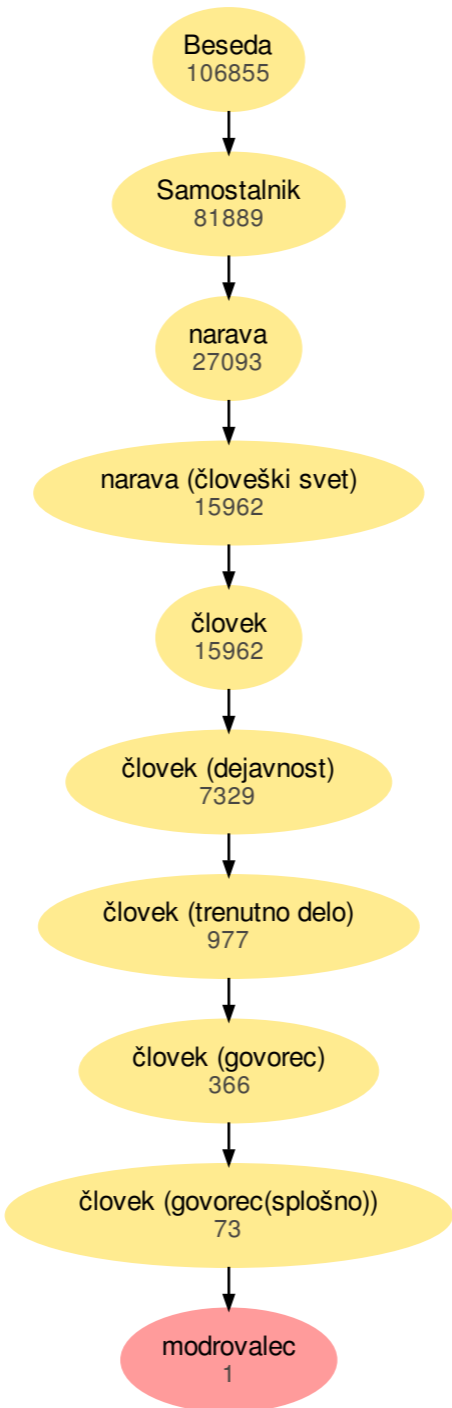 Beseda
106855
Samostalnik
81889
narava
27093
narava (človeški svet)
15962
človek
15962
človek (dejavnost)
7329
človek (trenutno delo)
977
človek (govorec)
366
človek (govorec(splošno))
73
modrovalec
1